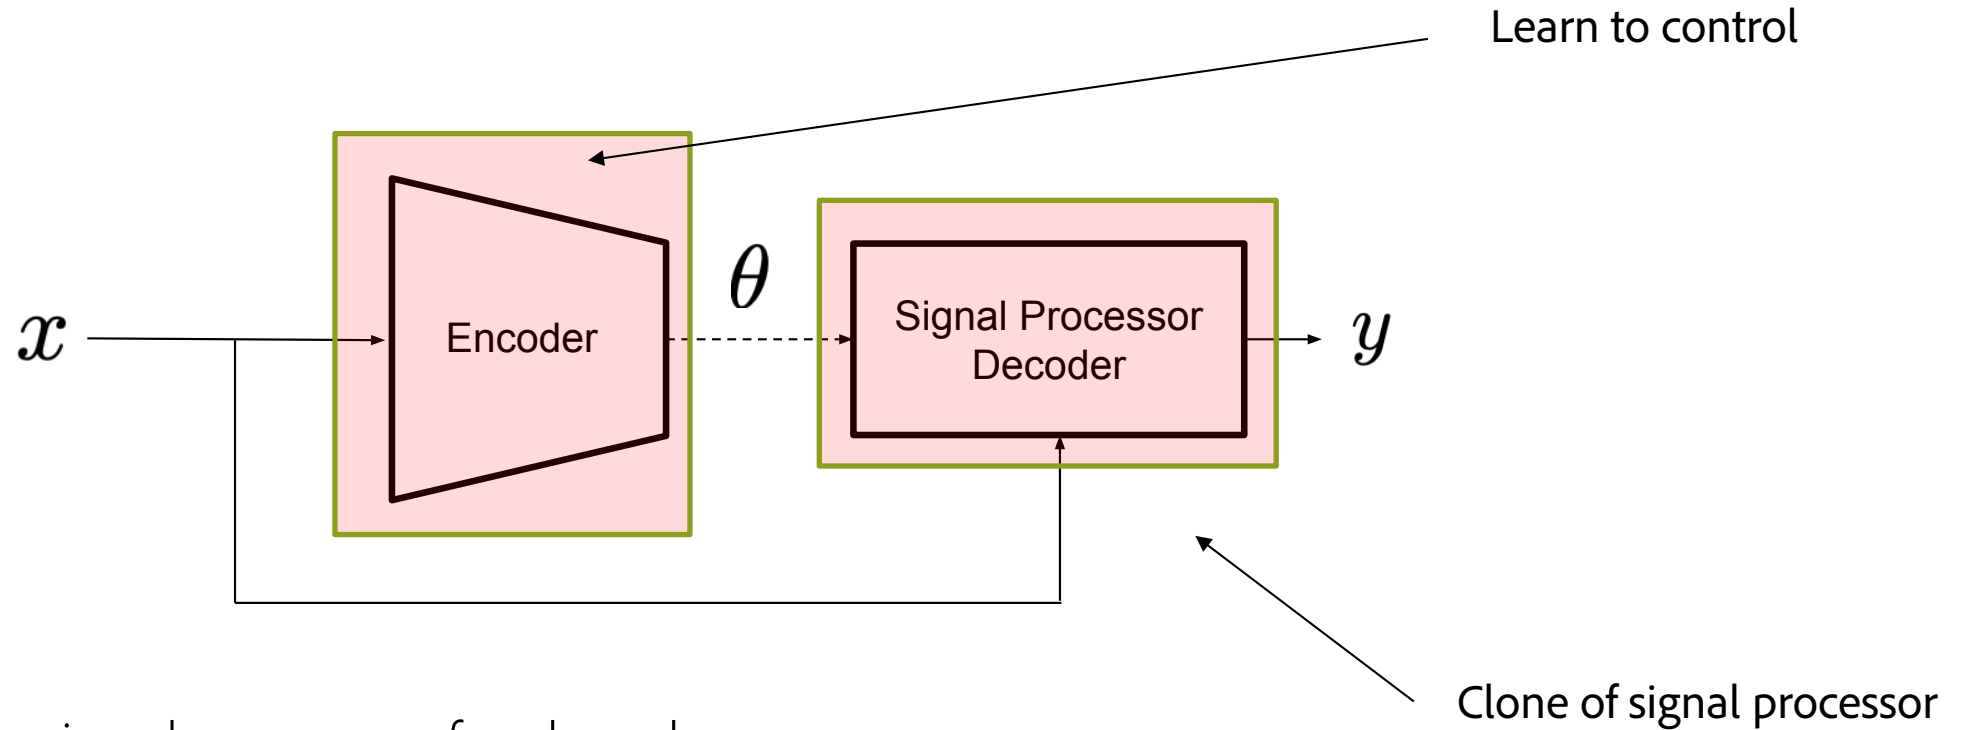 Learn to control
θ
x
Encoder
Signal Processor
Decoder
y
Clone of signal processor